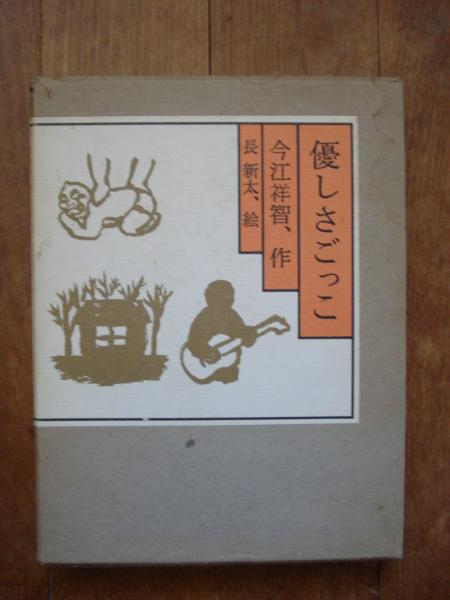 優しさごっこ
今江祥智、作
長 新太、絵